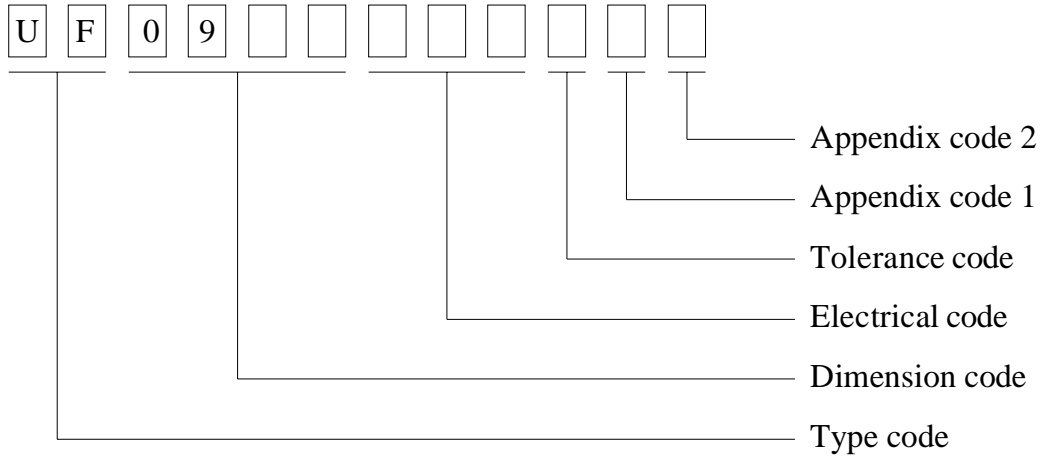 U F 0 9
Appendix code 2
Appendix code 1
Tolerance code
Electrical code
Dimension code
Type code